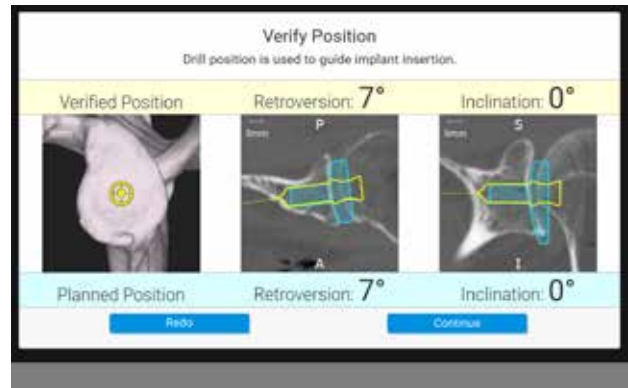 Verify Position
Drill position is used to guide implant insertion.
Verified Position Retroversion: 7° Inclination: 0°
P S
A I
Planned Position Retroversion: 7° Inclination: 0°
Redo Continue